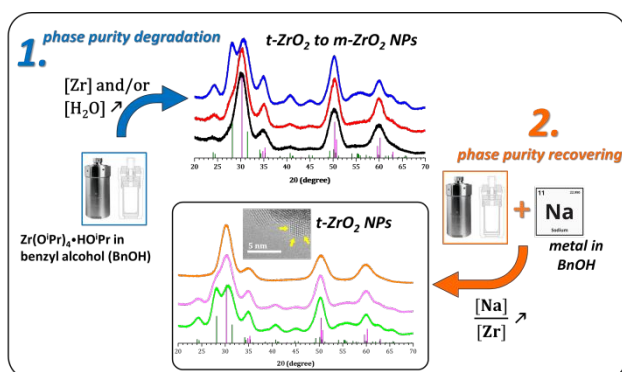 1. phase purity degradation
[Zr] and/or
[H₂O] ↗
Zr(OⁱPr)₄•HOⁱPr in
benzyl alcohol (BnOH)
t-ZrO₂ to m-ZrO₂ NPs
20 25 30 35 40 45 50 55 60 65 70
2θ (degree)
2.
phase purity recovering
+
11 22.990
Na
Sodium
metal in
BnOH
[Na]
[Zr] ↗
t-ZrO₂ NPs
5 nm
20 25 30 35 40 45 50 55 60 65 70
2θ (degree)